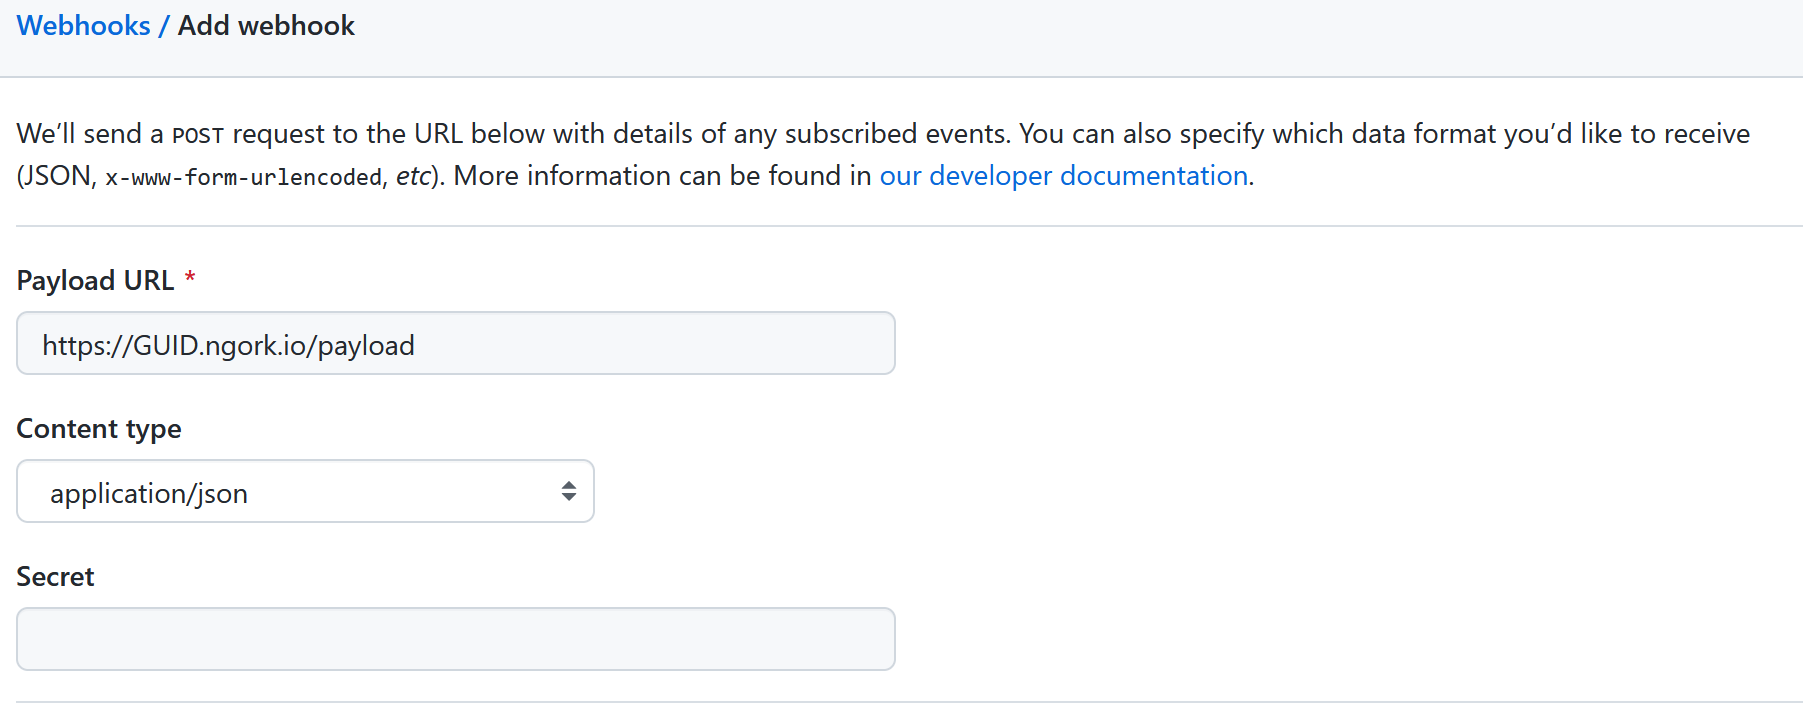 Webhooks / Add webhook
We’ll send a POST request to the URL below with details of any subscribed events. You can also specify which data format you’d like to receive
(JSON, x-www-form-urlencoded, etc). More information can be found in our developer documentation.
Payload URL *
https://GUID.ngork.io/payload
Content type
application/json
Secret